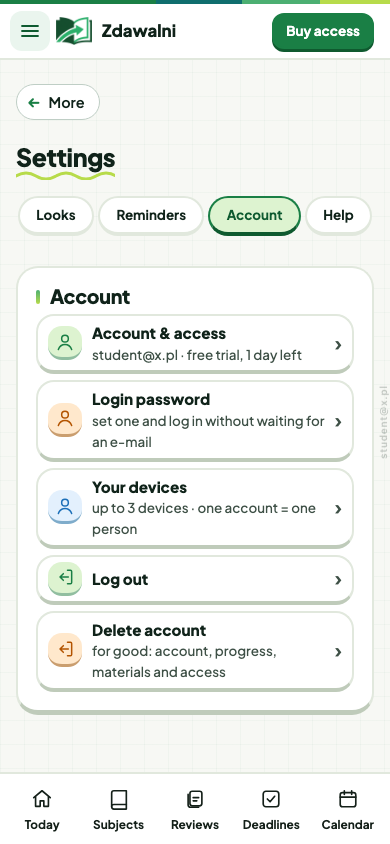 Zdawalni
Buy access
More
Settings
Looks
Reminders
Account
Help
Account
Account & access
student@x.pl · free trial, 1 day left
Login password
set one and log in without waiting for
an e-mail
Your devices
up to 3 devices · one account = one
person
Log out
Delete account
for good: account, progress,
materials and access
student@x.pl
Today
Subjects
Reviews
Deadlines
Calendar